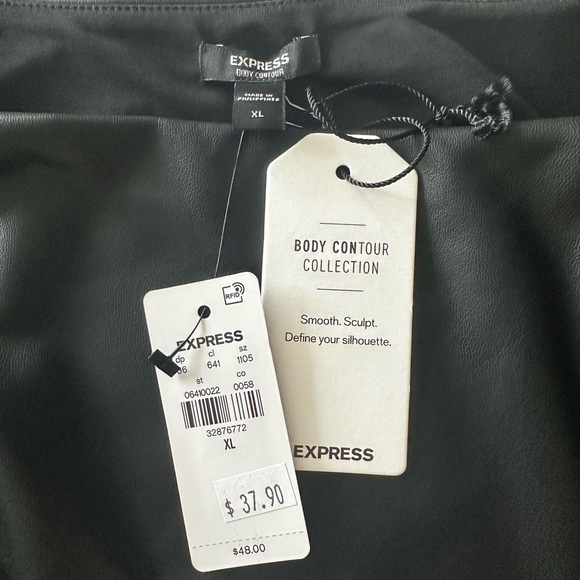 EXPRESS
BODY CONTOUR
MADE IN
PHILIPPINES
XL
BODY CONTOUR
COLLECTION
Smooth. Sculpt.
Define your silhouette.
EXPRESS
RFID
EXPRESS
dp cl sz
641 1105
st co
06410022 0058
32876772
XL
$ 37.90
$48.00